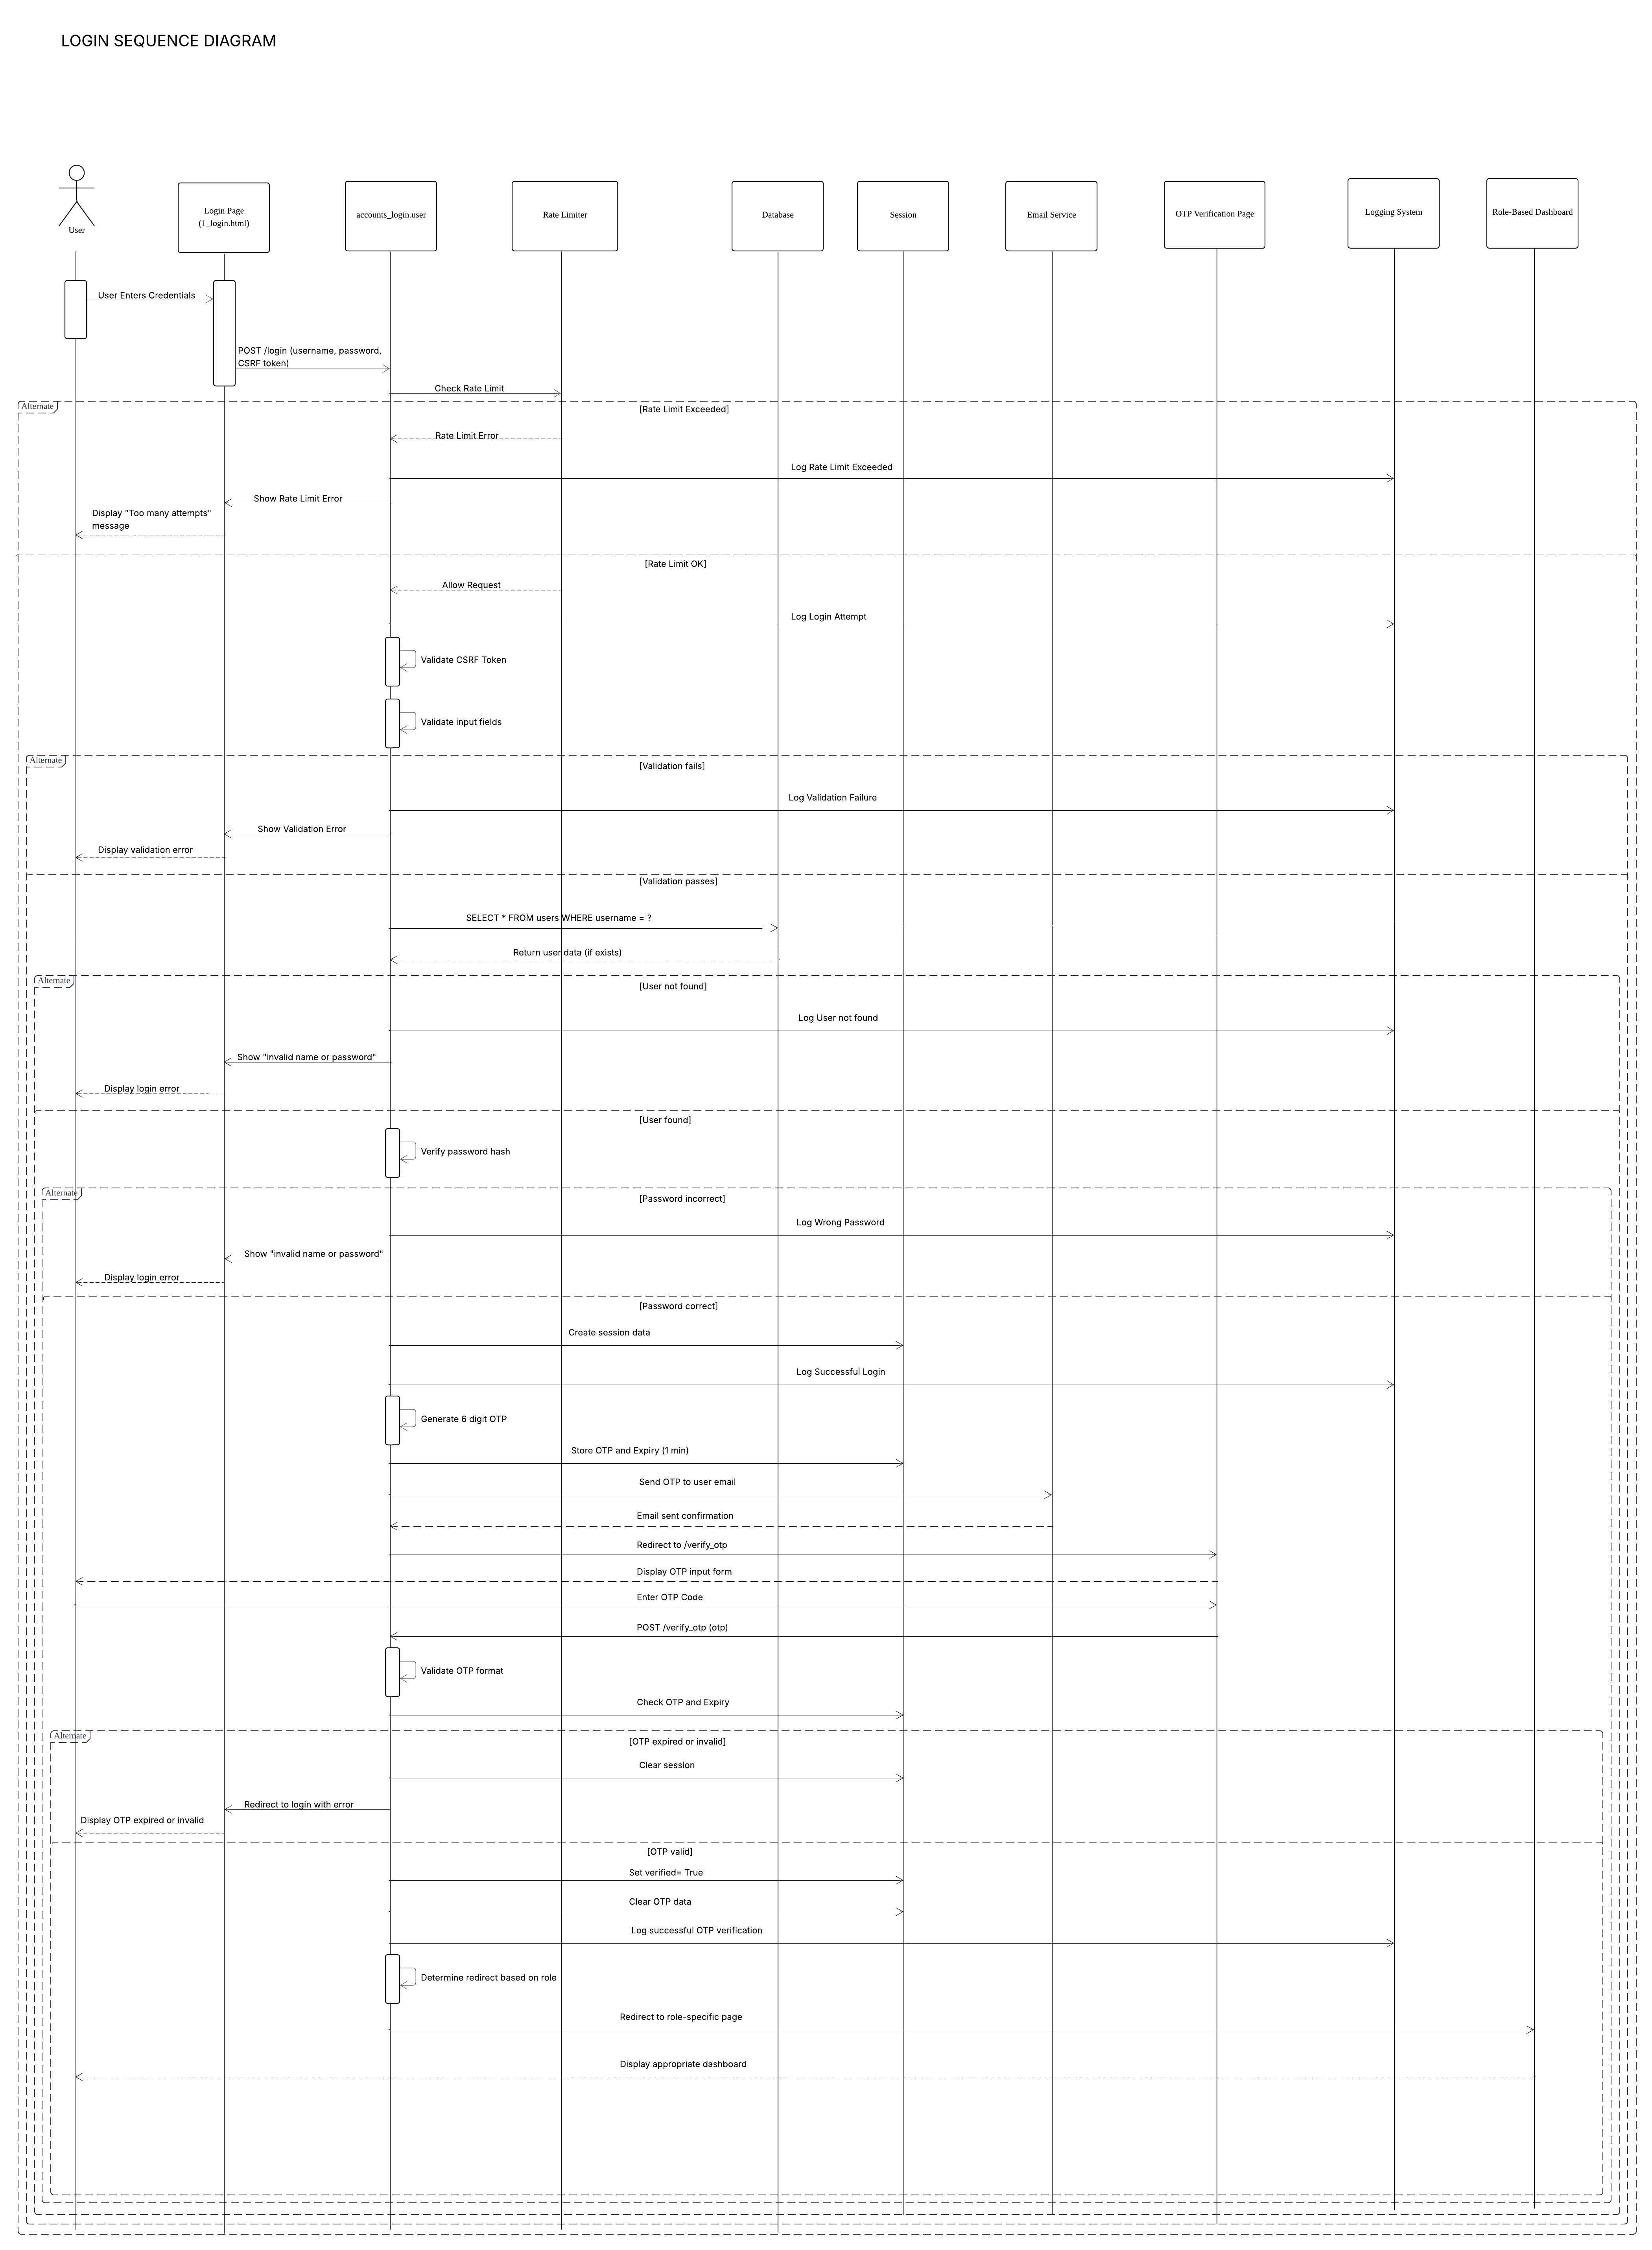 LOGIN SEQUENCE DIAGRAM
User
Login Page
(1_login.html)
accounts_login.user
Rate Limiter
Database
Session
Email Service
OTP Verification Page
Logging System
Role-Based Dashboard
User Enters Credentials
POST /login (username, password,
CSRF token)
Check Rate Limit
Alternate
[Rate Limit Exceeded]
Rate Limit Error
Log Rate Limit Exceeded
Show Rate Limit Error
Display "Too many attempts"
message
[Rate Limit OK]
Allow Request
Log Login Attempt
Validate CSRF Token
Validate input fields
Alternate
[Validation fails]
Log Validation Failure
Show Validation Error
Display validation error
[Validation passes]
SELECT * FROM users WHERE username = ?
Return user data (if exists)
Alternate
[User not found]
Log User not found
Show "invalid name or password"
Display login error
[User found]
Verify password hash
Alternate
[Password incorrect]
Log Wrong Password
Show "invalid name or password"
Display login error
[Password correct]
Create session data
Log Successful Login
Generate 6 digit OTP
Store OTP and Expiry (1 min)
Send OTP to user email
Email sent confirmation
Redirect to /verify_otp
Display OTP input form
Enter OTP Code
POST /verify_otp (otp)
Validate OTP format
Check OTP and Expiry
Alternate
[OTP expired or invalid]
Clear session
Redirect to login with error
Display OTP expired or invalid
[OTP valid]
Set verified= True
Clear OTP data
Log successful OTP verification
Determine redirect based on role
Redirect to role-specific page
Display appropriate dashboard